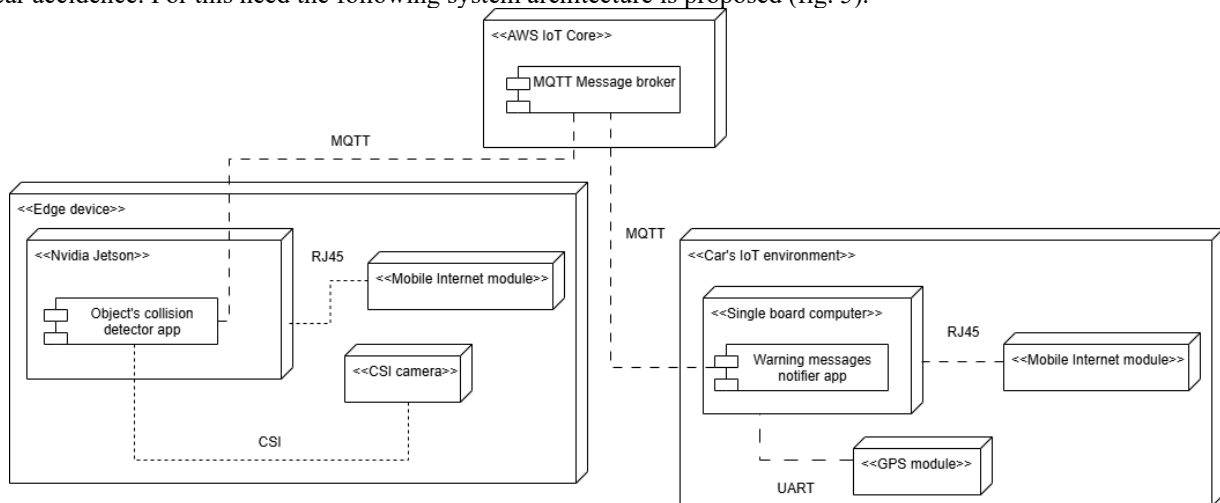 car accidence. For this need the following system architecture is proposed (fig. 5).
<<AWS IoT Core>>
MQTT Message broker
MQTT
<<Edge device>>
<<Nvidia Jetson>>
RJ45
<<Mobile Internet module>>
Object's collision
detector app
<<CSI camera>>
CSI
MQTT
<<Car's IoT environment>>
<<Single board computer>>
RJ45
Warning messages
notifier app
<<Mobile Internet module>>
<<GPS module>>
UART